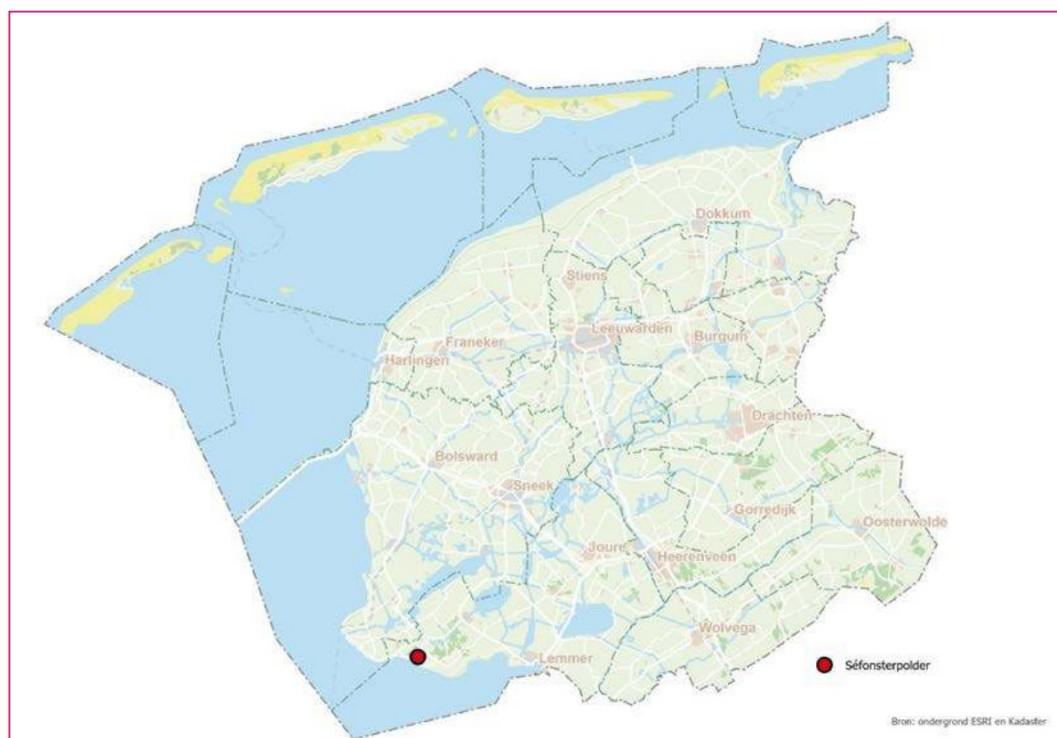 Dokkum
Stiens
Leeuwarden
Burgum
Franeker
Harlingen
Drachten
Bolsward
Sneek
Gorredijk
Oosterwolde
Joure
Heerenveen
Wolvega
Lemmer
Séfonsterpolder
Bron: ondergrond ESRI en Kadaster